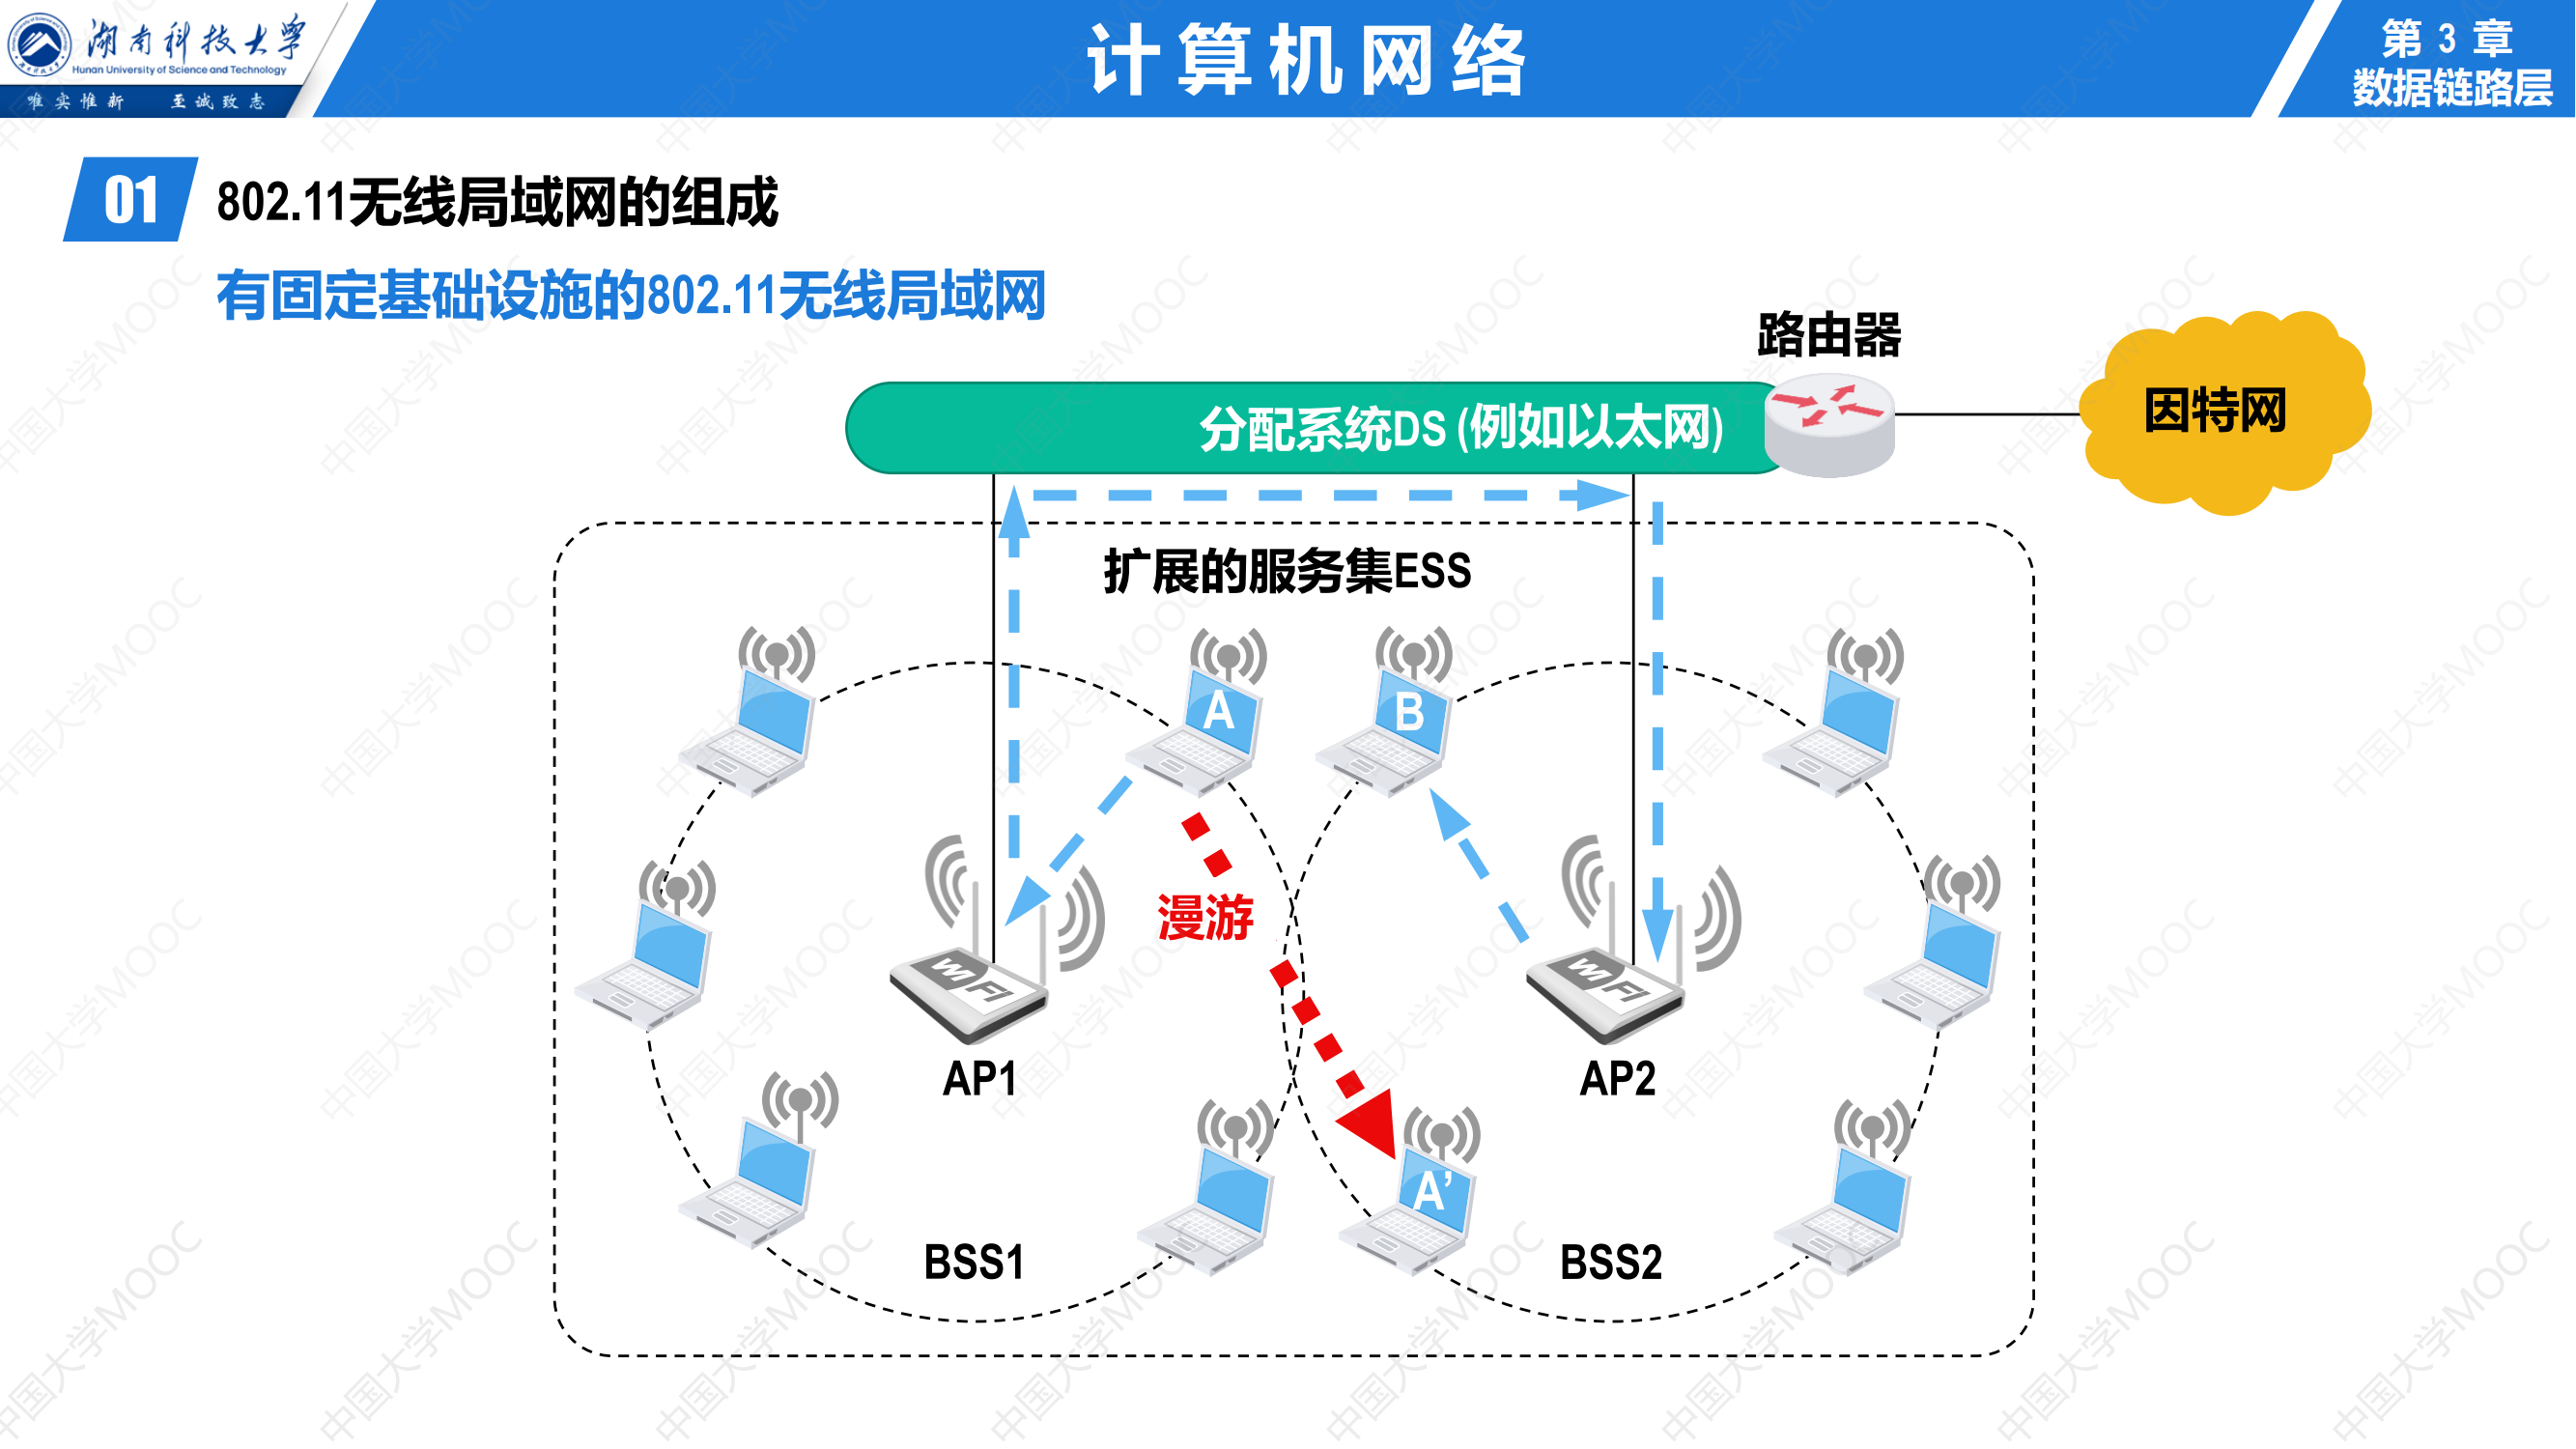 湖南科技大学
Hunan University of Science and Technology
唯实惟新 至诚致志
计算机网络
第 3 章
数据链路层
01
802.11无线局域网的组成
有固定基础设施的802.11无线局域网
路由器
分配系统DS (例如以太网)
因特网
扩展的服务集ESS
A
B
漫游
WiFi
WiFi
AP1
AP2
A'
BSS1
BSS2
中国大学MOOC